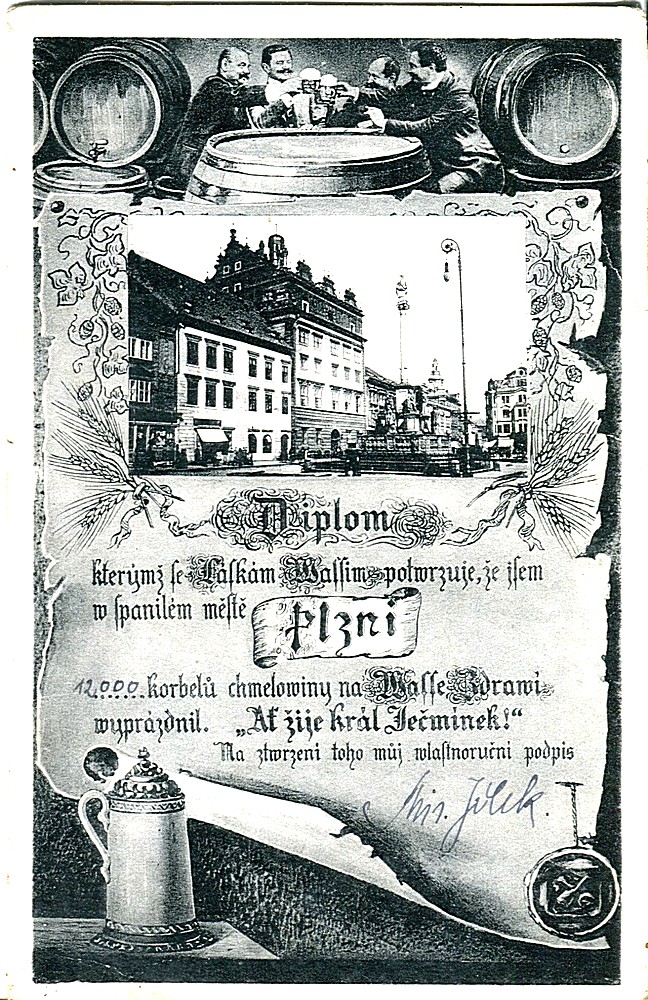 Diplom
kterýmž se Láskám Wassim potwrzuje, že jsem
w spanilém městě Plzni
12.000 korbelů chmelowiny na Wasse Zdrawí
wyprázdnil. „Ať žije král Ječmínek!“
Na ztwrzení toho můj wlastnoruční podpis